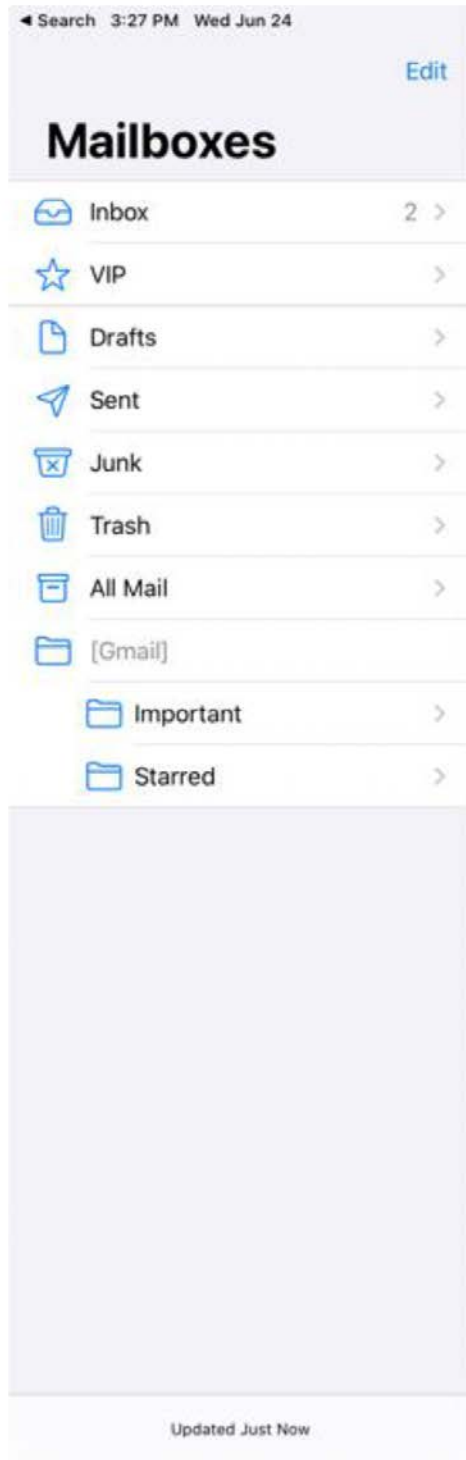 ◀ Search 3:27 PM Wed Jun 24
Edit
Mailboxes
Inbox 2 >
VIP >
Drafts >
Sent >
Junk >
Trash >
All Mail >
[Gmail]
Important >
Starred >
Updated Just Now